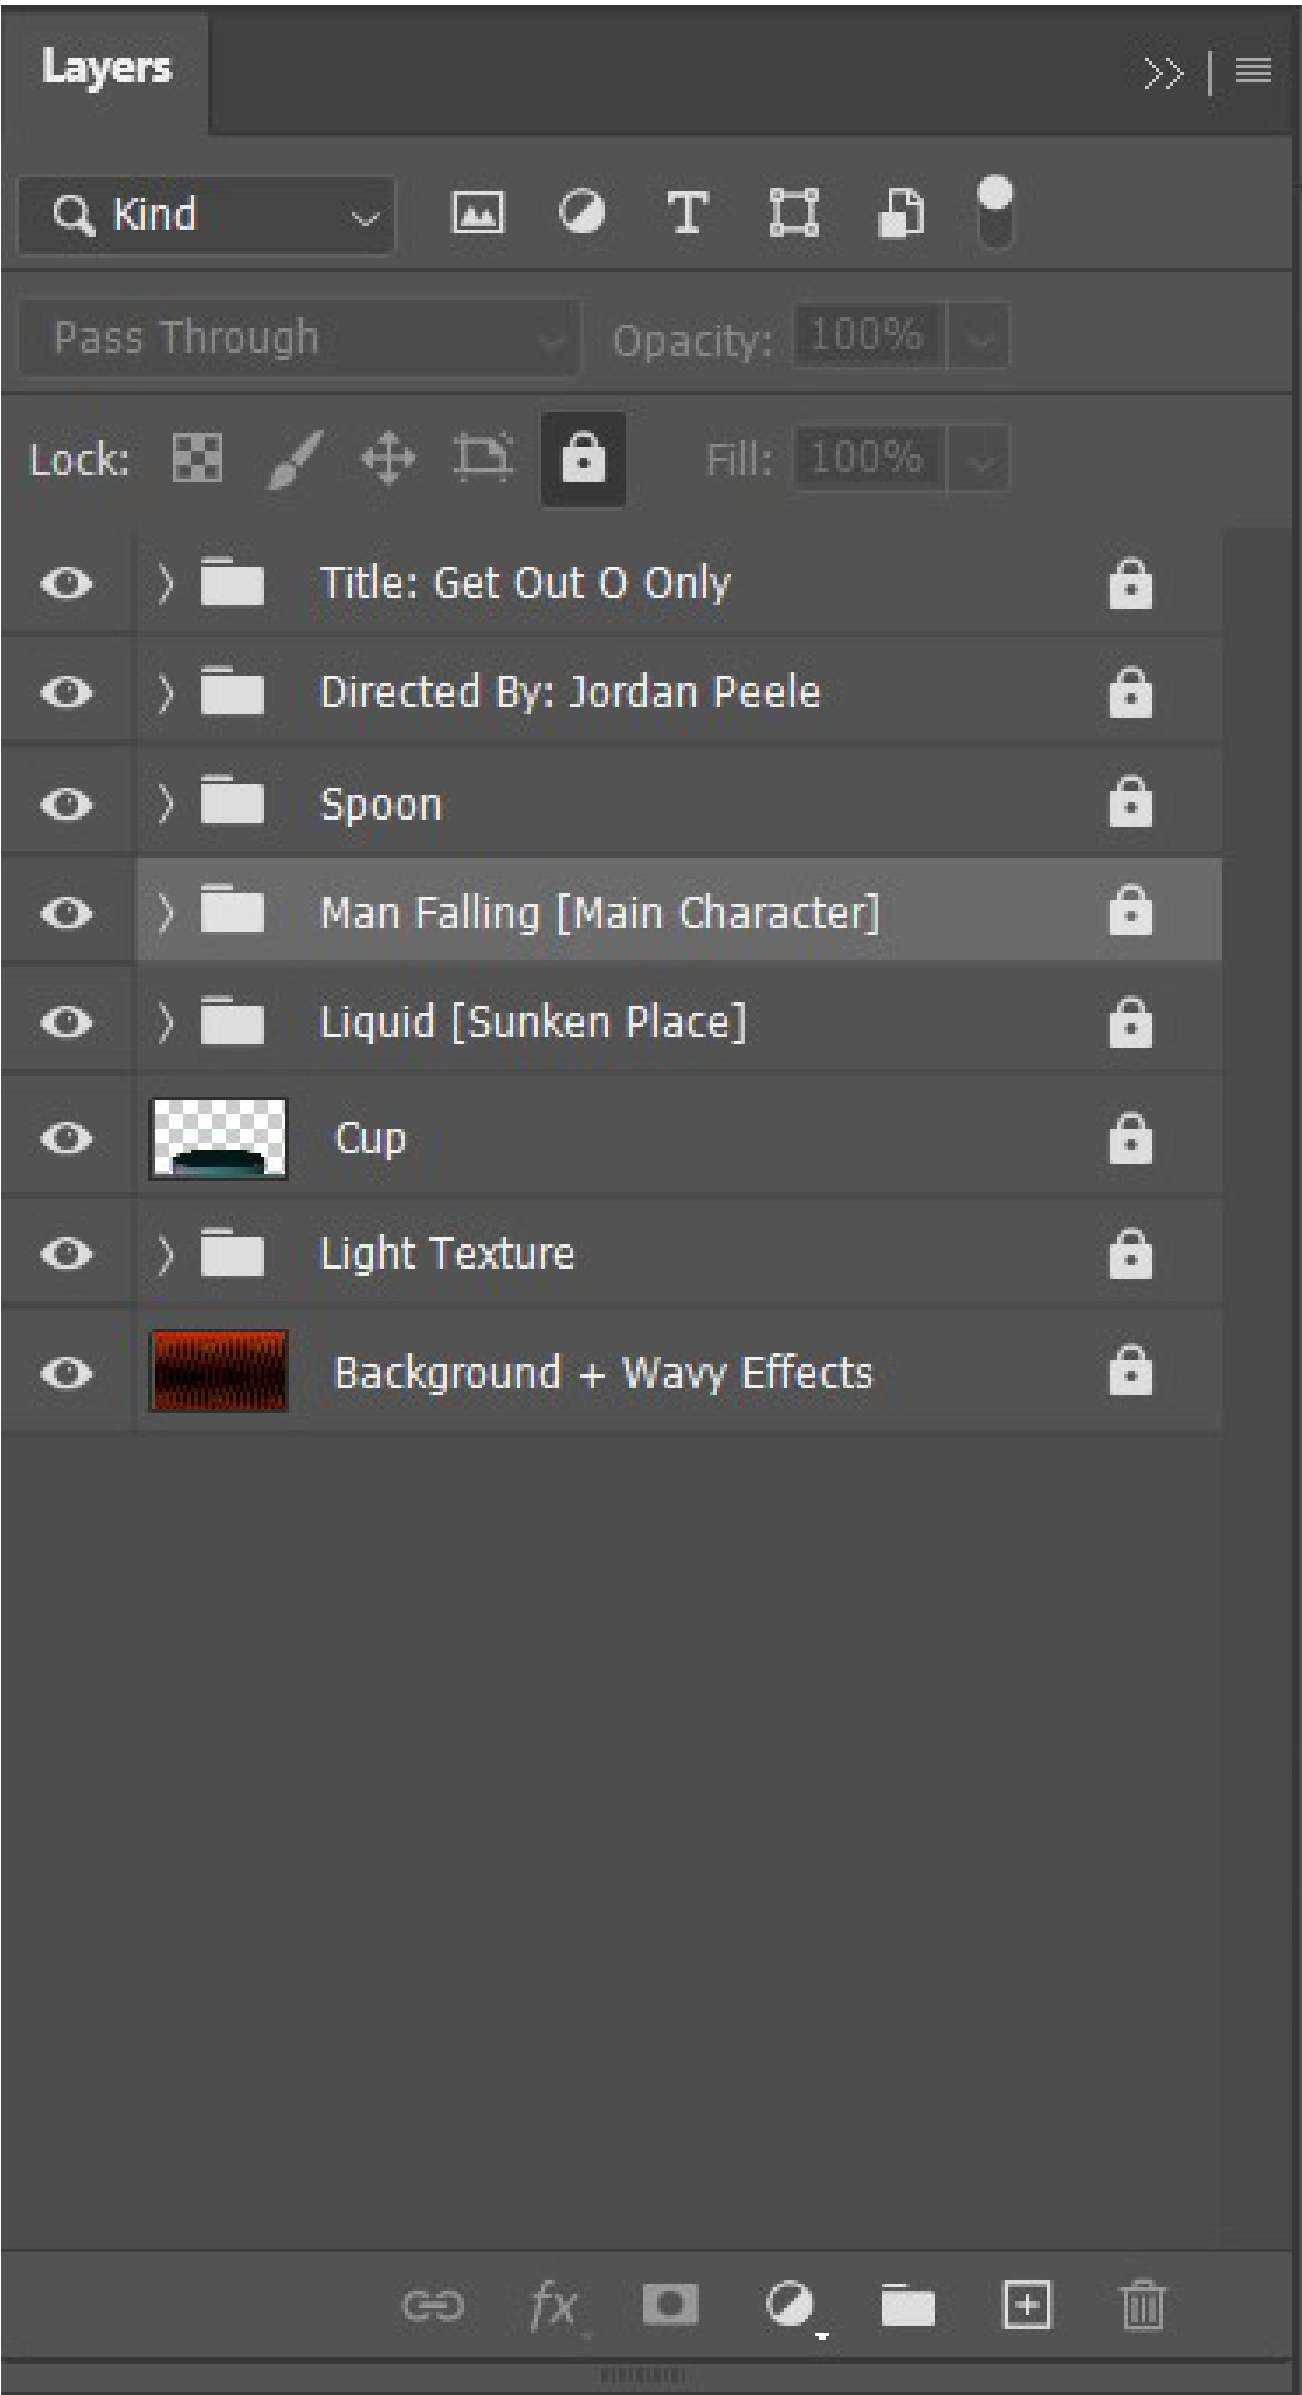 Layers
Kind
Pass Through Opacity: 100%
Lock: Fill: 100%
Title: Get Out O Only
Directed By: Jordan Peele
Spoon
Man Falling [Main Character]
Liquid [Sunken Place]
Cup
Light Texture
Background + Wavy Effects
fx